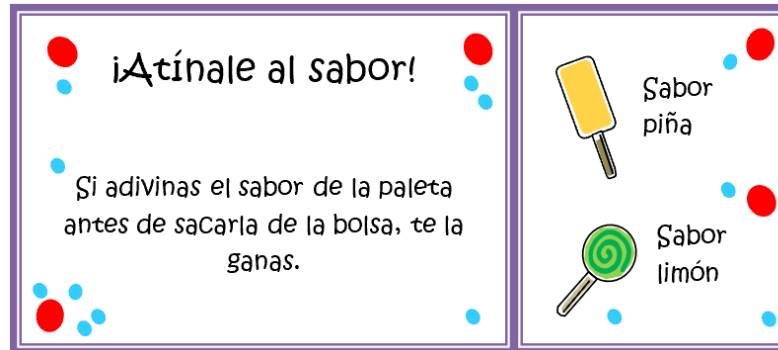 ¡Atínale al sabor!
Si adivinas el sabor de la paleta
antes de sacarla de la bolsa, te la
ganas.
Sabor
piña
Sabor
limón